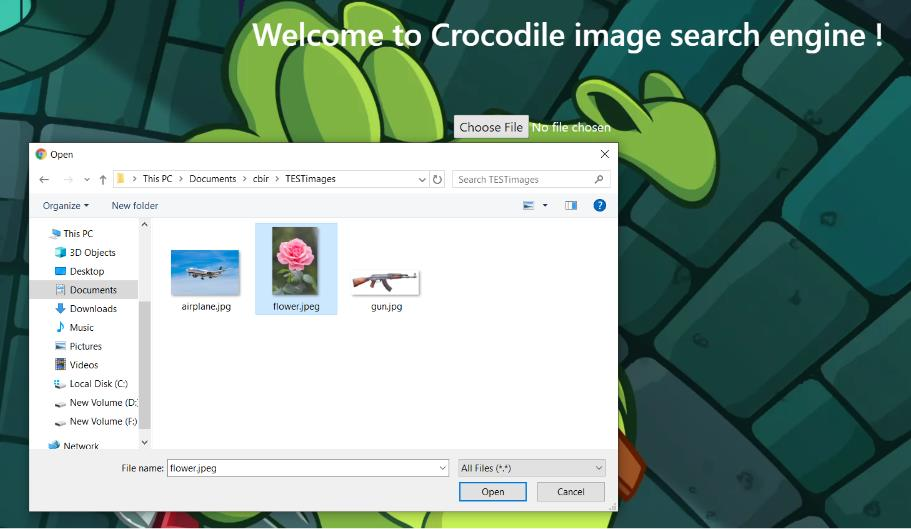 Welcome to Crocodile image search engine !
Choose File No file chosen
Open
This PC > Documents > cbir > TESTimages
Search TESTimages
Organize
New folder
This PC
3D Objects
Desktop
Documents
Downloads
Music
Pictures
Videos
Local Disk (C:)
New Volume (D:
New Volume (F:)
Network
airplane.jpg
flower.jpeg
gun.jpg
File name: flower.jpeg
All Files (*.*)
Open
Cancel